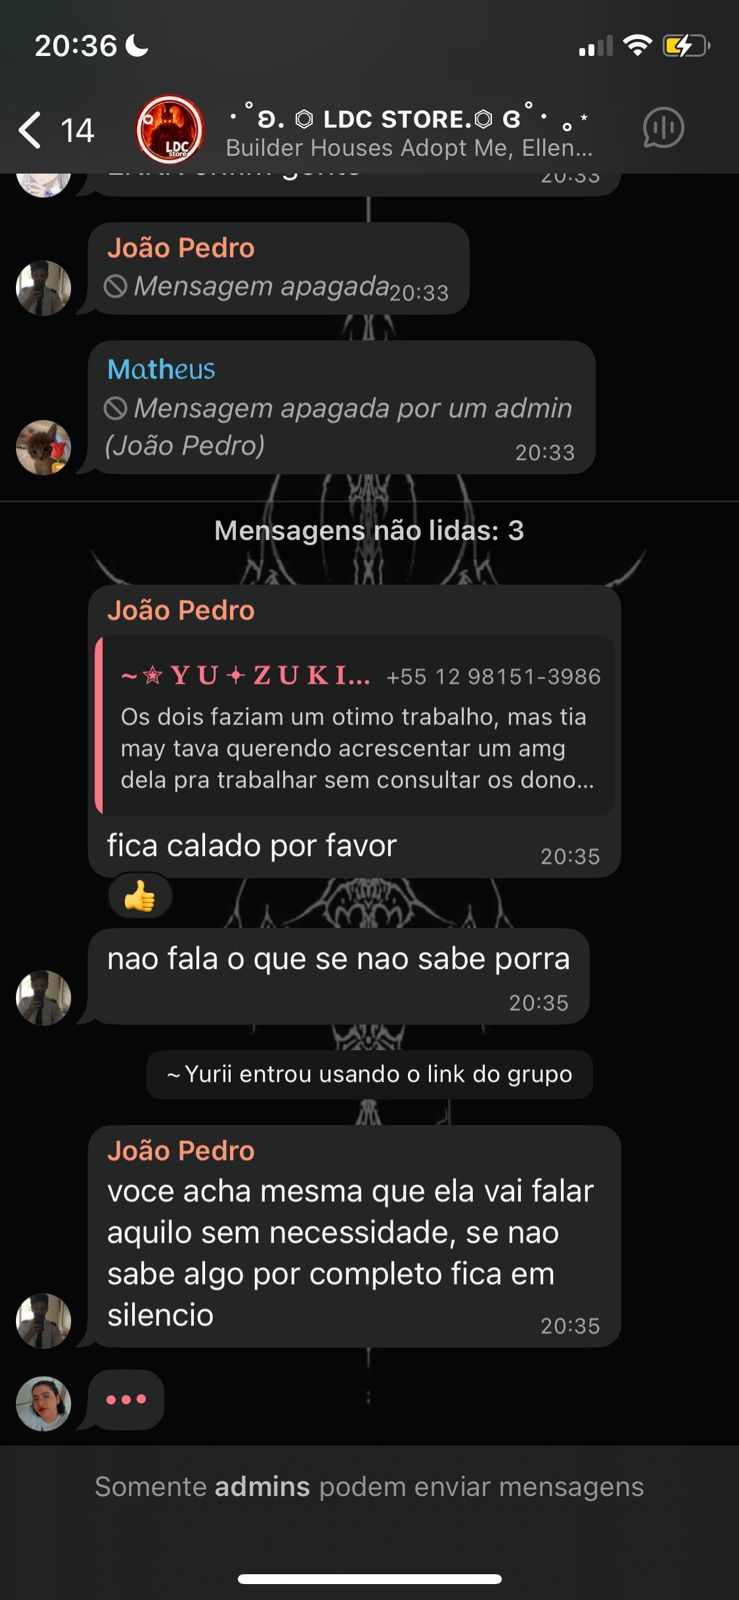 20:36
14
LDC STORE.
Builder Houses Adopt Me, Ellen...
LDC
store
20:33
João Pedro
Mensagem apagada
20:33
Matheus
Mensagem apagada por um admin
(João Pedro)
20:33
Mensagens não lidas: 3
João Pedro
~✯ Y U ✦ Z U K I... +55 12 98151-3986
Os dois faziam um otimo trabalho, mas tia
may tava querendo acrescentar um amg
dela pra trabalhar sem consultar os dono...
fica calado por favor
20:35
nao fala o que se nao sabe porra
20:35
~Yurii entrou usando o link do grupo
João Pedro
voce acha mesma que ela vai falar
aquilo sem necessidade, se nao
sabe algo por completo fica em
silencio
20:35
Somente admins podem enviar mensagens